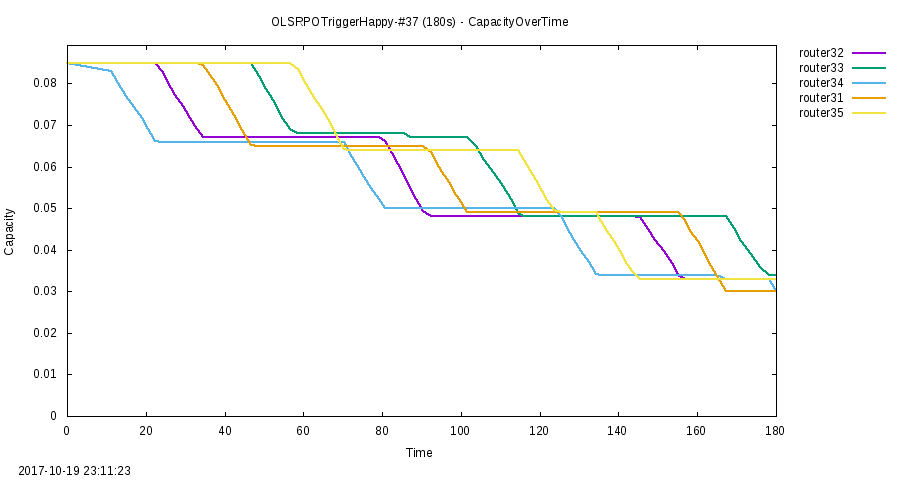 OLSRPOTriggerHappy-#37 (180s) - CapacityOverTime
router32
router33
router34
router31
router35
0.08
0.07
0.06
0.05
0.04
0.03
0.02
0.01
0
Capacity
0 20 40 60 80 100 120 140 160 180
Time
2017-10-19 23:11:23